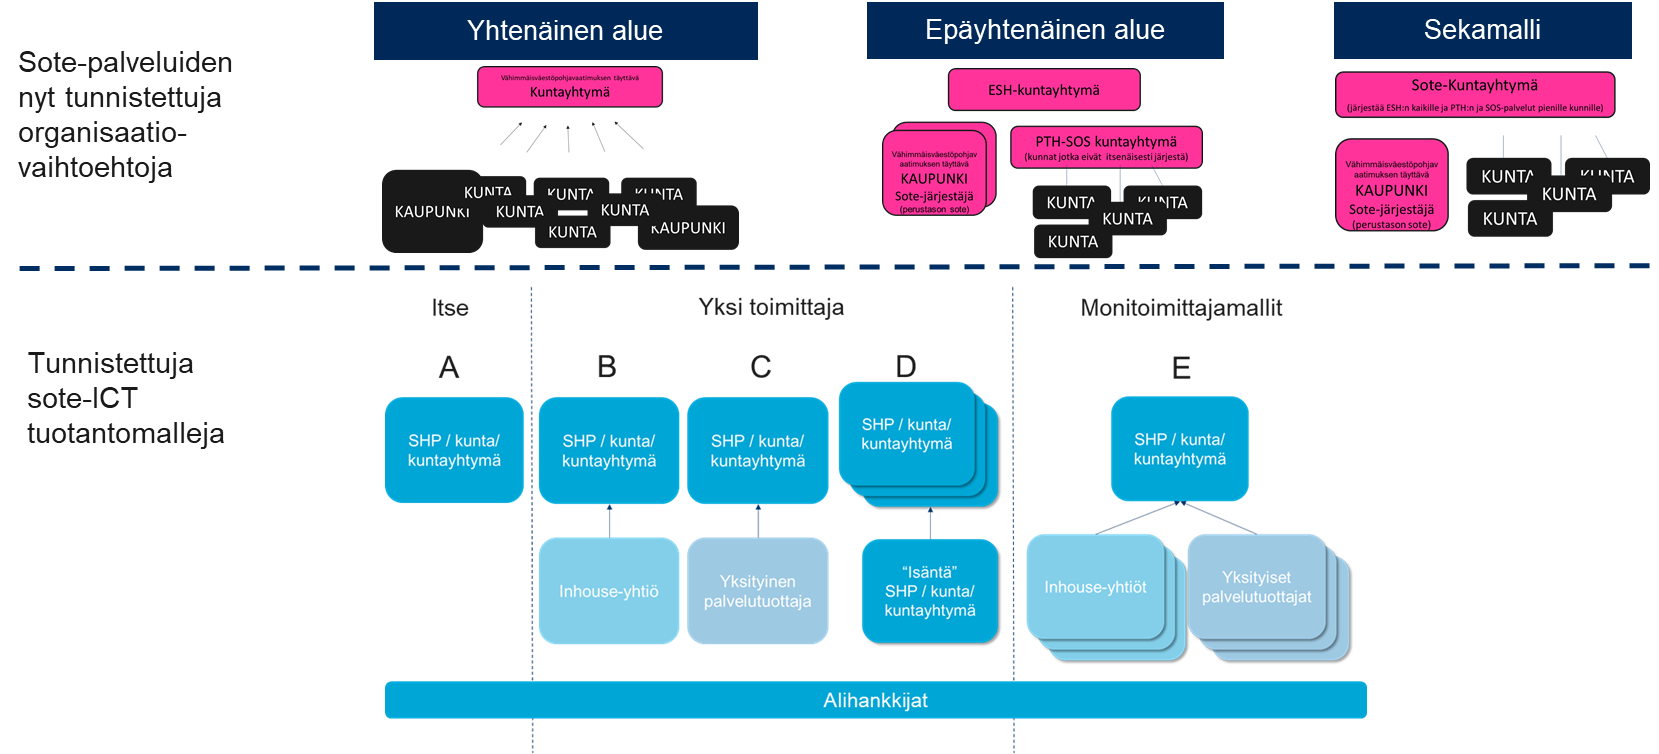 Sote-palveluiden
nyt tunnistettuja
organisaatio-
vaihtoehtoja
Yhtenäinen alue
Vähimmäisväestöpohjavaatimuksen täyttävä
Kuntayhtymä
KAUPUNKI
KUNTA
KUNTA
KUNTA
KUNTA
KUNTA
KUNTA
KAUPUNKI
Epäyhtenäinen alue
ESH-kuntayhtymä
Vähimmäisväestöpohjav
aatimuksen täyttävä
KAUPUNKI
Sote-järjestäjä
(perustason sote)
PTH-SOS kuntayhtymä
(kunnat jotka eivät itsenäisesti järjestä)
KUNTA
KUNTA
KUNTA
KUNTA
Sekamalli
Sote-Kuntayhtymä
(järjestää ESH:n kaikille ja PTH:n ja SOS-palvelut pienille kunnille)
Vähimmäisväestöpohjav
aatimuksen täyttävä
KAUPUNKI
Sote-järjestäjä
(perustason sote)
KUNTA
KUNTA
KUNTA
KUNTA
Tunnistettuja
sote-ICT
tuotantomalleja
Itse
Yksi toimittaja
Monitoimittajamallit
A
SHP / kunta/
kuntayhtymä
B
SHP / kunta/
kuntayhtymä
Inhouse-yhtiö
C
SHP / kunta/
kuntayhtymä
Yksityinen
palvelutuottaja
D
SHP / kunta/
kuntayhtymä
“Isäntä”
SHP / kunta/
kuntayhtymä
E
SHP / kunta/
kuntayhtymä
Inhouse-yhtiöt
Yksityiset
palvelutuottajat
Alihankkijat